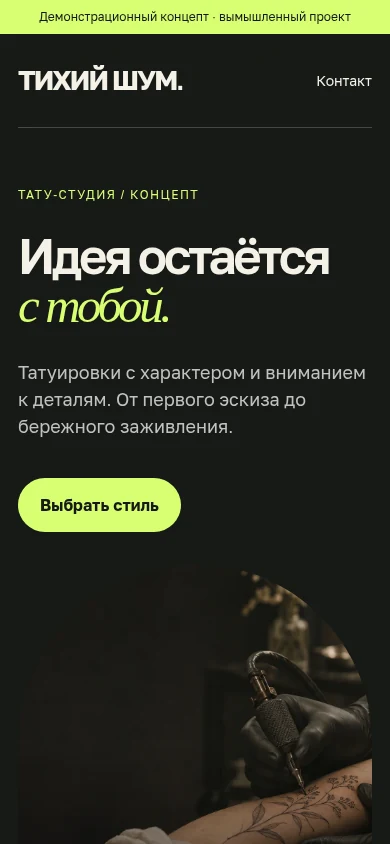 Демонстрационный концепт · вымышленный проект
ТИХИЙ ШУМ.
Контакт
ТАТУ-СТУДИЯ / КОНЦЕПТ
Идея остаётся
с тобой.
Татуировки с характером и вниманием
к деталям. От первого эскиза до
бережного заживления.
Выбрать стиль